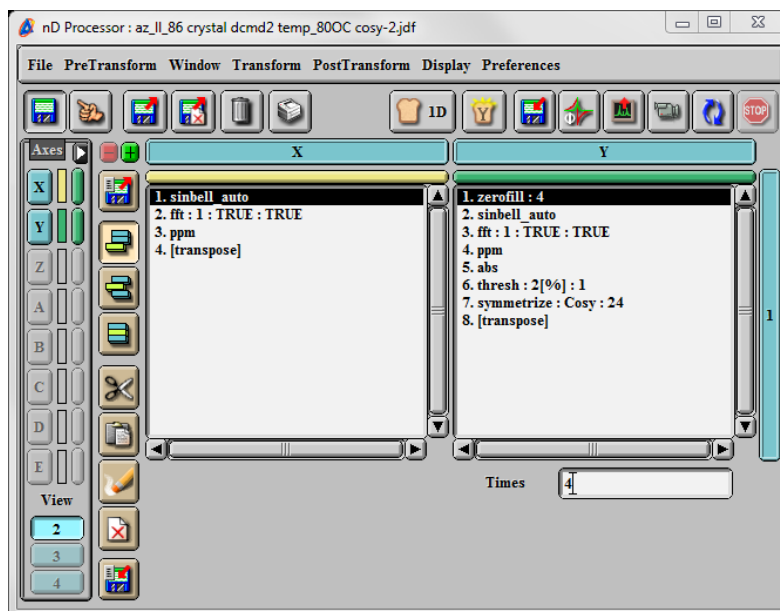 nD Processor : az_II_86 crystal dcmd2 temp_80OC cosy-2.jdf
File PreTransform Window Transform PostTransform Display Preferences
1D Y STOP
Axes X Y
X
1. sinbell_auto
2. fft : 1 : TRUE : TRUE
3. ppm
4. [transpose]
1. zerofill : 4
2. sinbell_auto
3. fft : 1 : TRUE : TRUE
4. ppm
5. abs
6. thresh : 2[%] : 1
7. symmetrize : Cosy : 24
8. [transpose]
1
Y
Z
A
B
C
D
E
View
2
3
4
Times 4